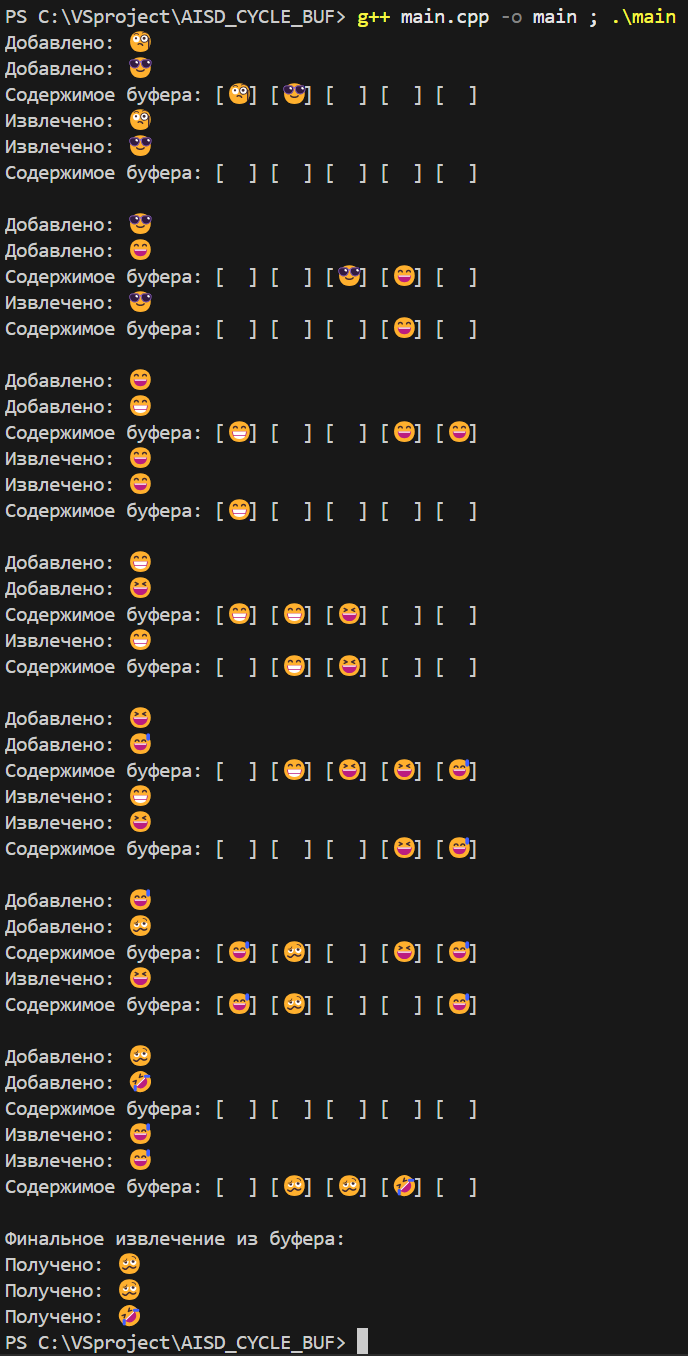 PS C:\VSproject\AISD_CYCLE_BUF> g++ main.cpp -o main ; .\main
Добавлено: 🧐
Добавлено: 😎
Содержимое буфера: [🧐] [😎] [  ] [  ] [  ]
Извлечено: 🧐
Извлечено: 😎
Содержимое буфера: [  ] [  ] [  ] [  ] [  ]
Добавлено: 😎
Добавлено: 😄
Содержимое буфера: [  ] [  ] [😎] [😄] [  ]
Извлечено: 😎
Содержимое буфера: [  ] [  ] [  ] [😄] [  ]
Добавлено: 😄
Добавлено: 😁
Содержимое буфера: [😁] [  ] [  ] [😄] [😄]
Извлечено: 😄
Извлечено: 😄
Содержимое буфера: [😁] [  ] [  ] [  ] [  ]
Добавлено: 😁
Добавлено: 😆
Содержимое буфера: [😁] [😁] [😆] [  ] [  ]
Извлечено: 😁
Содержимое буфера: [  ] [😁] [😆] [  ] [  ]
Добавлено: 😆
Добавлено: 😅
Содержимое буфера: [  ] [😁] [😆] [😆] [😅]
Извлечено: 😁
Извлечено: 😆
Содержимое буфера: [  ] [  ] [  ] [😆] [😅]
Добавлено: 😅
Добавлено: 🥴
Содержимое буфера: [😅] [🥴] [  ] [😆] [😅]
Извлечено: 😆
Содержимое буфера: [😅] [🥴] [  ] [  ] [😅]
Добавлено: 🥴
Добавлено: 🤣
Содержимое буфера: [  ] [  ] [  ] [  ] [  ]
Извлечено: 😅
Извлечено: 😅
Содержимое буфера: [  ] [🥴] [🥴] [🤣] [  ]
Финальное извлечение из буфера:
Получено: 🥴
Получено: 🥴
Получено: 🤣
PS C:\VSproject\AISD_CYCLE_BUF>